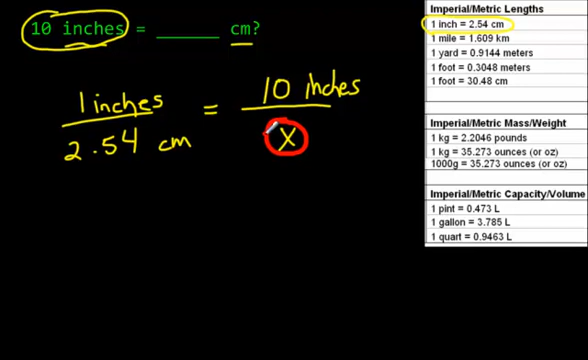 10 inches = ______ cm?
1 inches = 10 inches
2.54 cm X
Imperial/Metric Lengths
1 inch = 2.54 cm
1 mile = 1.609 km
1 yard = 0.9144 meters
1 foot = 0.3048 meters
1 foot = 30.48 cm
Imperial/Metric Mass/Weight
1 kg = 2.2046 pounds
1 kg = 35.273 ounces (or oz)
1000g = 35.273 ounces (or oz)
Imperial/Metric Capacity/Volume
1 pint = 0.473 L
1 gallon = 3.785 L
1 quart = 0.9463 L